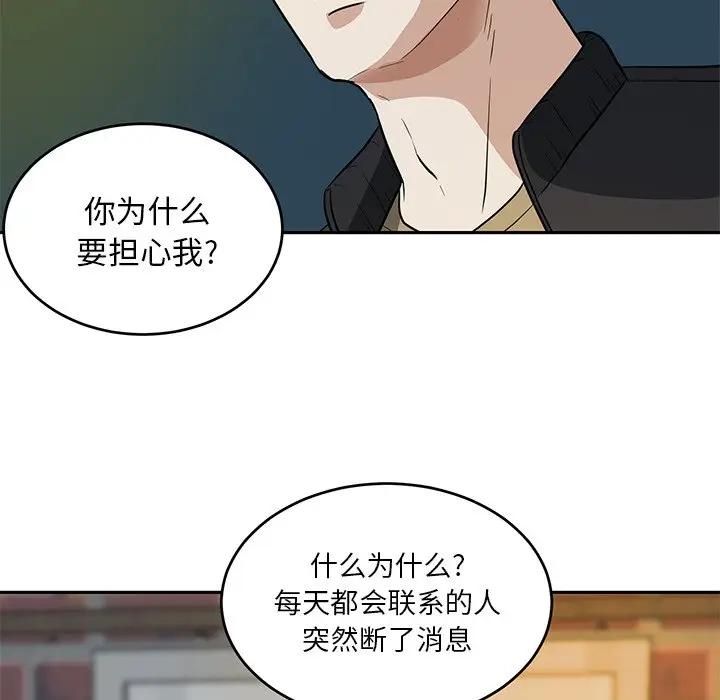 你为什么
要担心我?
什么为什么?
每天都会联系的人
突然断了消息